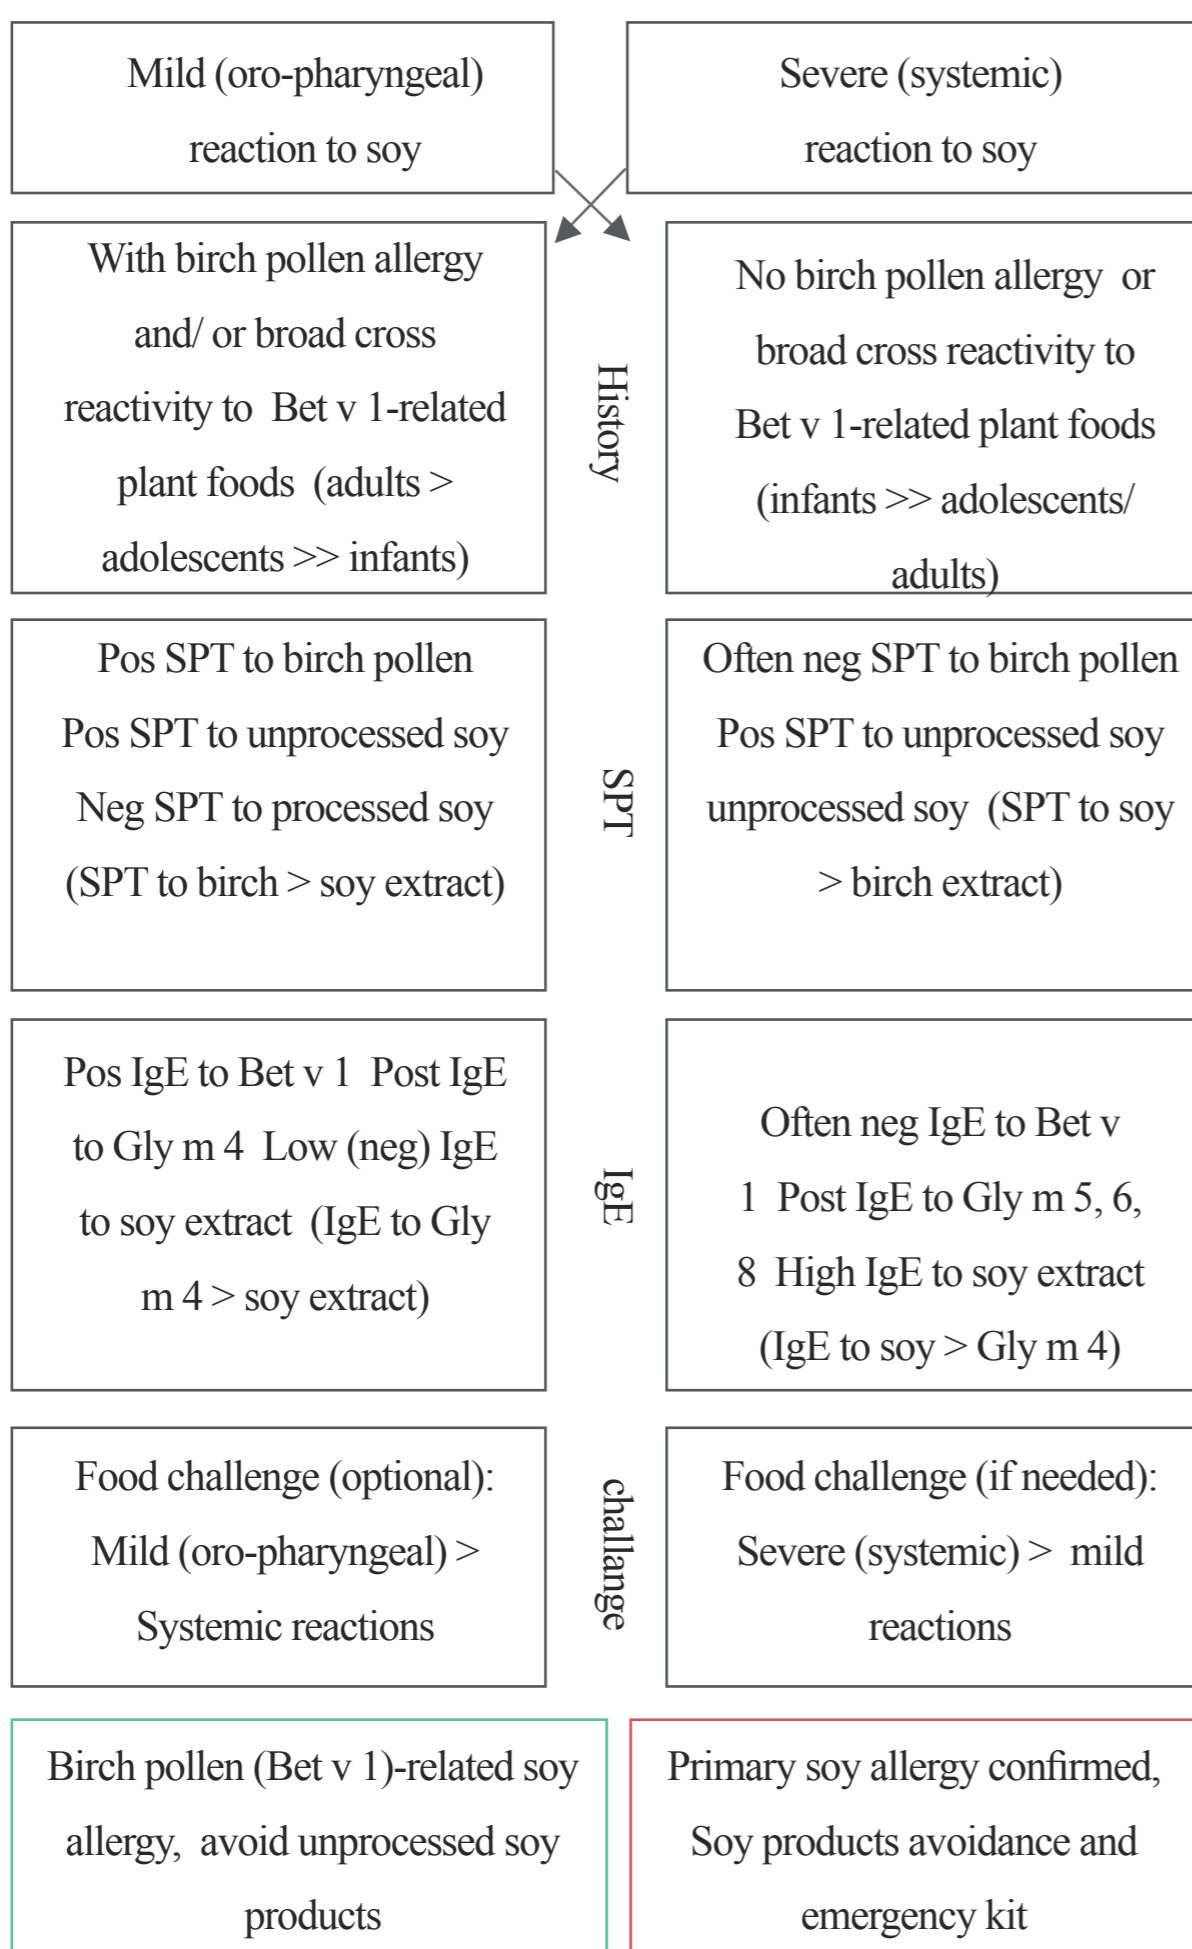 Mild (oro-pharyngeal)
reaction to soy
Severe (systemic)
reaction to soy
With birch pollen allergy
and/ or broad cross
reactivity to Bet v 1-related
plant foods (adults >
adolescents >> infants)
History
No birch pollen allergy or
broad cross reactivity to
Bet v 1-related plant foods
(infants >> adolescents/
adults)
Pos SPT to birch pollen
Pos SPT to unprocessed soy
Neg SPT to processed soy
(SPT to birch > soy extract)
SPT
Often neg SPT to birch pollen
Pos SPT to unprocessed soy
unprocessed soy (SPT to soy
> birch extract)
Pos IgE to Bet v 1 Post IgE
to Gly m 4 Low (neg) IgE
to soy extract (IgE to Gly
m 4 > soy extract)
IgE
Often neg IgE to Bet v
1 Post IgE to Gly m 5, 6,
8 High IgE to soy extract
(IgE to soy > Gly m 4)
Food challenge (optional):
Mild (oro-pharyngeal) >
Systemic reactions
challange
Food challenge (if needed):
Severe (systemic) > mild
reactions
Birch pollen (Bet v 1)-related soy
allergy, avoid unprocessed soy
products
Primary soy allergy confirmed,
Soy products avoidance and
emergency kit